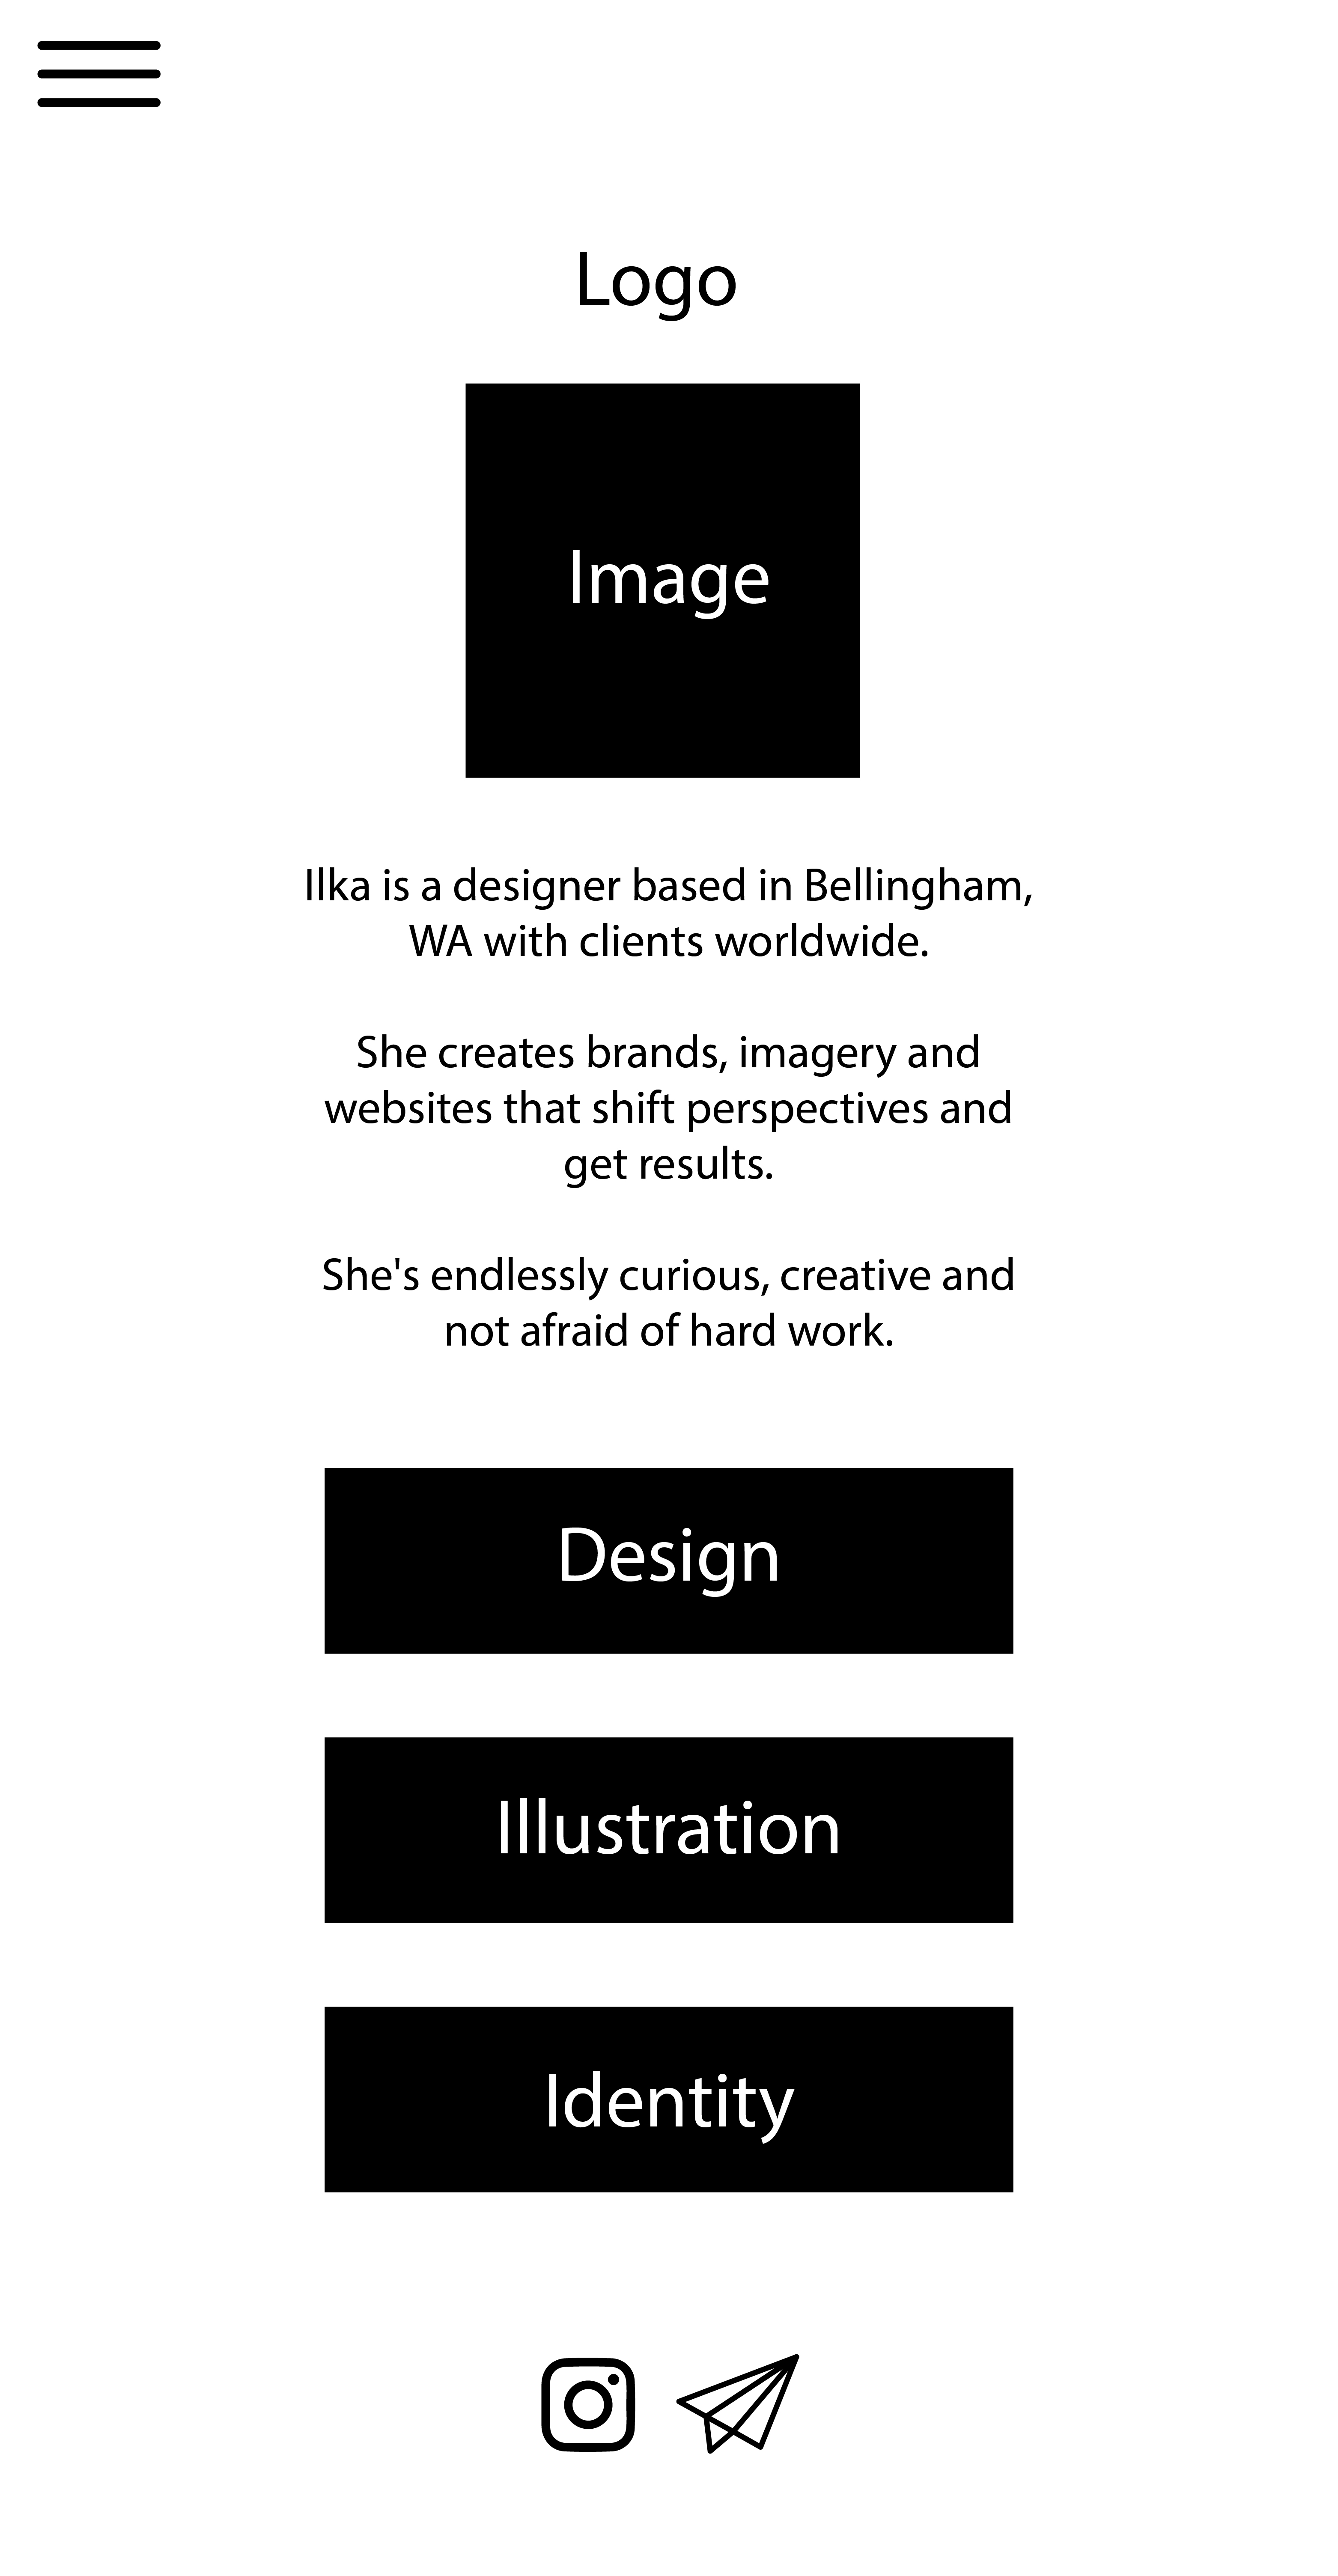 Logo
Image
Ilka is a designer based in Bellingham,
WA with clients worldwide.
She creates brands, imagery and
websites that shift perspectives and
get results.
She's endlessly curious, creative and
not afraid of hard work.
Design
Illustration
Identity